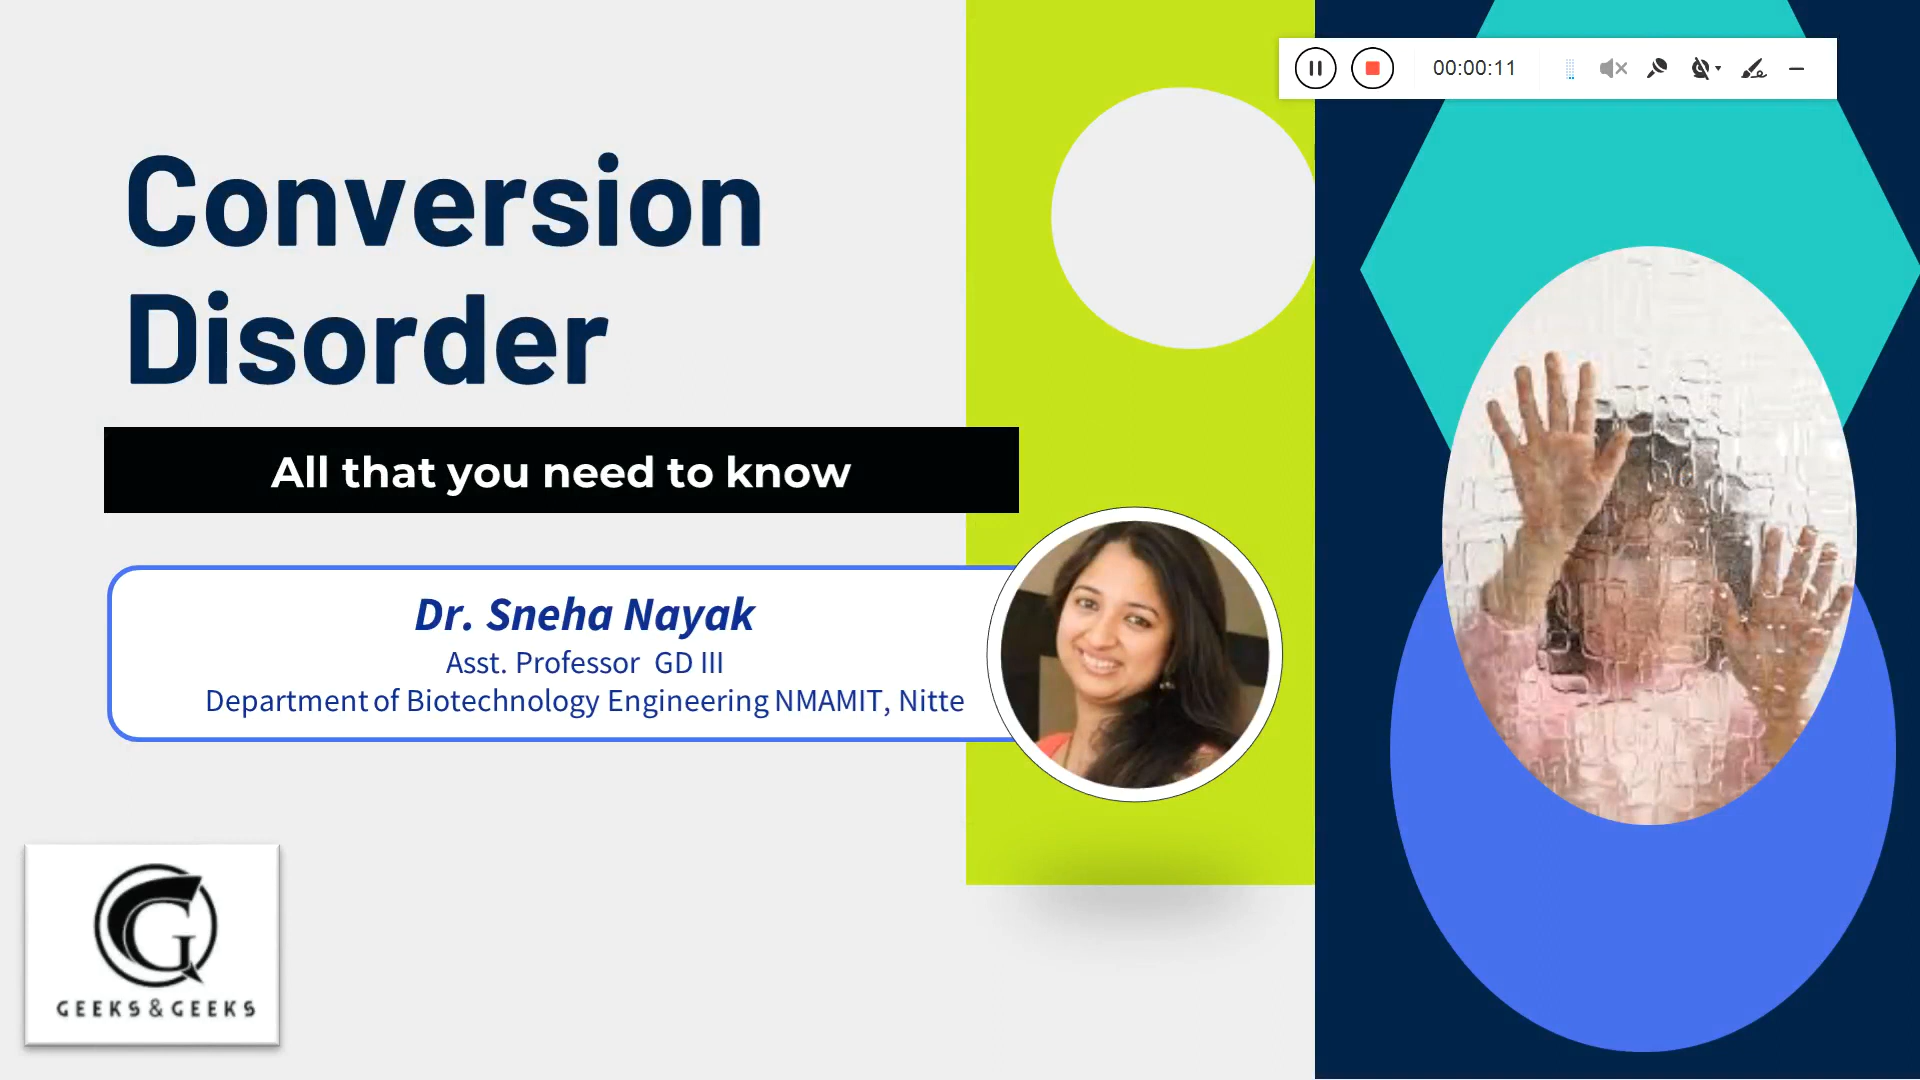 00:00:11
Conversion
Disorder
All that you need to know
Dr. Sneha Nayak
Asst. Professor GD III
Department of Biotechnology Engineering NMAMIT, Nitte
G
GEEKS & GEEKS